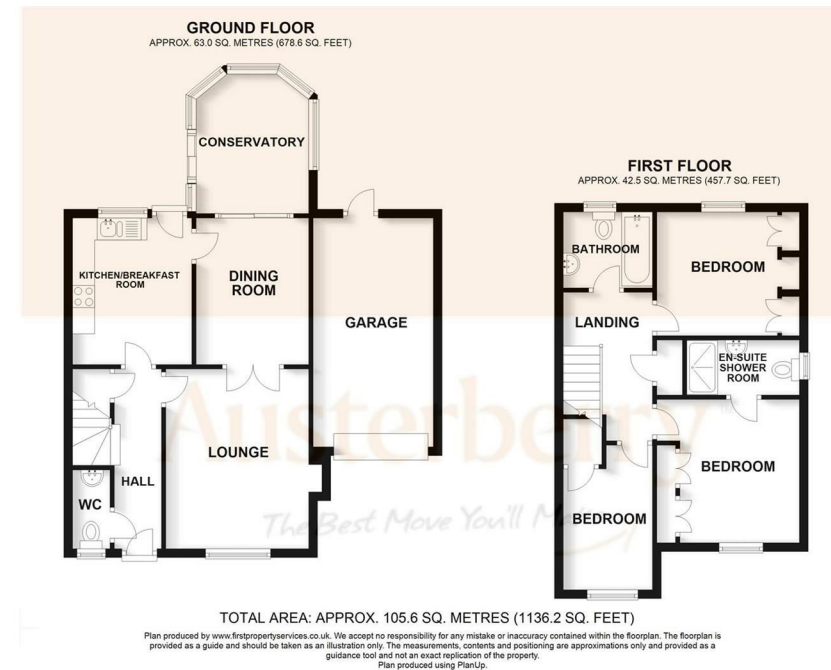 GROUND FLOOR
APPROX. 63.0 SQ. METRES (678.6 SQ. FEET)
CONSERVATORY
KITCHEN/BREAKFAST
ROOM
DINING
ROOM
GARAGE
LOUNGE
HALL
WC
FIRST FLOOR
APPROX. 42.5 SQ. METRES (457.7 SQ. FEET)
BATHROOM
BEDROOM
LANDING
EN-SUITE
SHOWER
ROOM
BEDROOM
BEDROOM
Austerberry
The Best Move You'll Make
TOTAL AREA: APPROX. 105.6 SQ. METRES (1136.2 SQ. FEET)
Plan produced by www.firstpropertyservices.co.uk. We accept no responsibility for any mistake or inaccuracy contained within the floorplan. The floorplan is
provided as a guide and should be taken as an illustration only. The measurements, contents and positioning are approximations only and provided as a
guidance tool and not an exact replication of the property.
Plan produced using PlanUp.